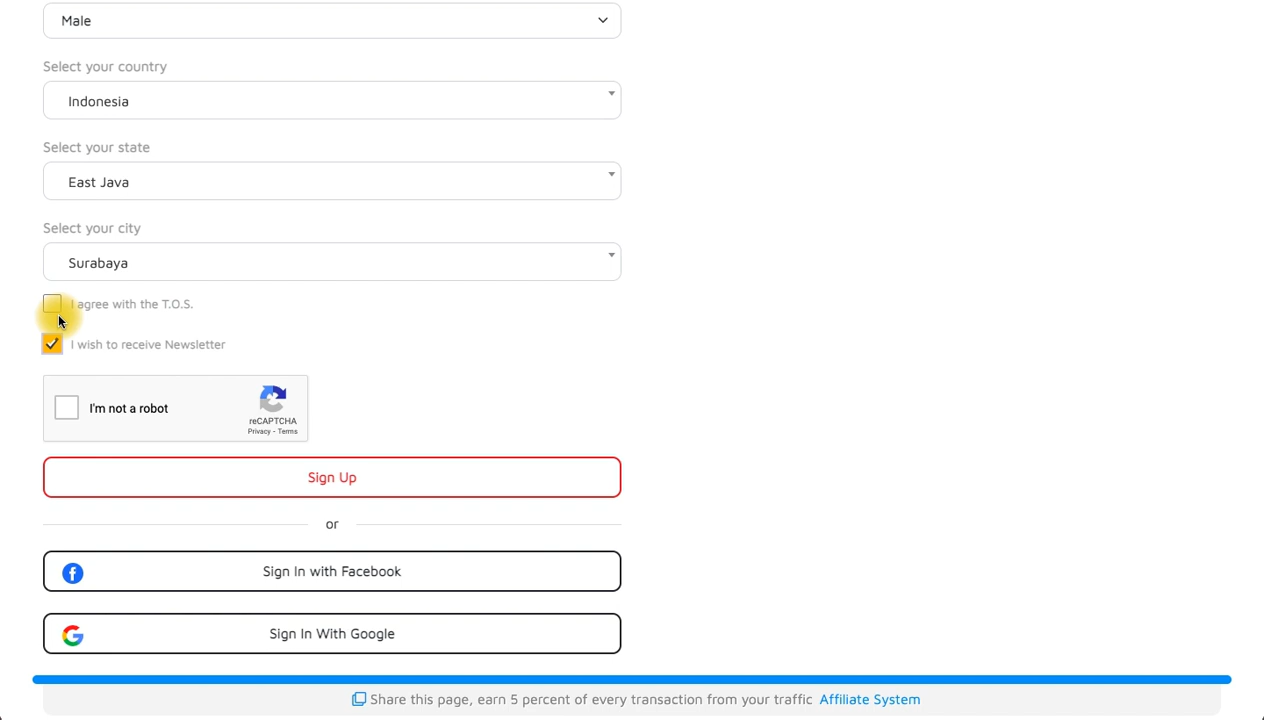 Male
Select your country
Indonesia
Select your state
East Java
Select your city
Surabaya
I agree with the T.O.S.
I wish to receive Newsletter
I'm not a robot
reCAPTCHA
Privacy - Terms
Sign Up
or
Sign In with Facebook
Sign In With Google
Share this page, earn 5 percent of every transaction from your traffic Affiliate System